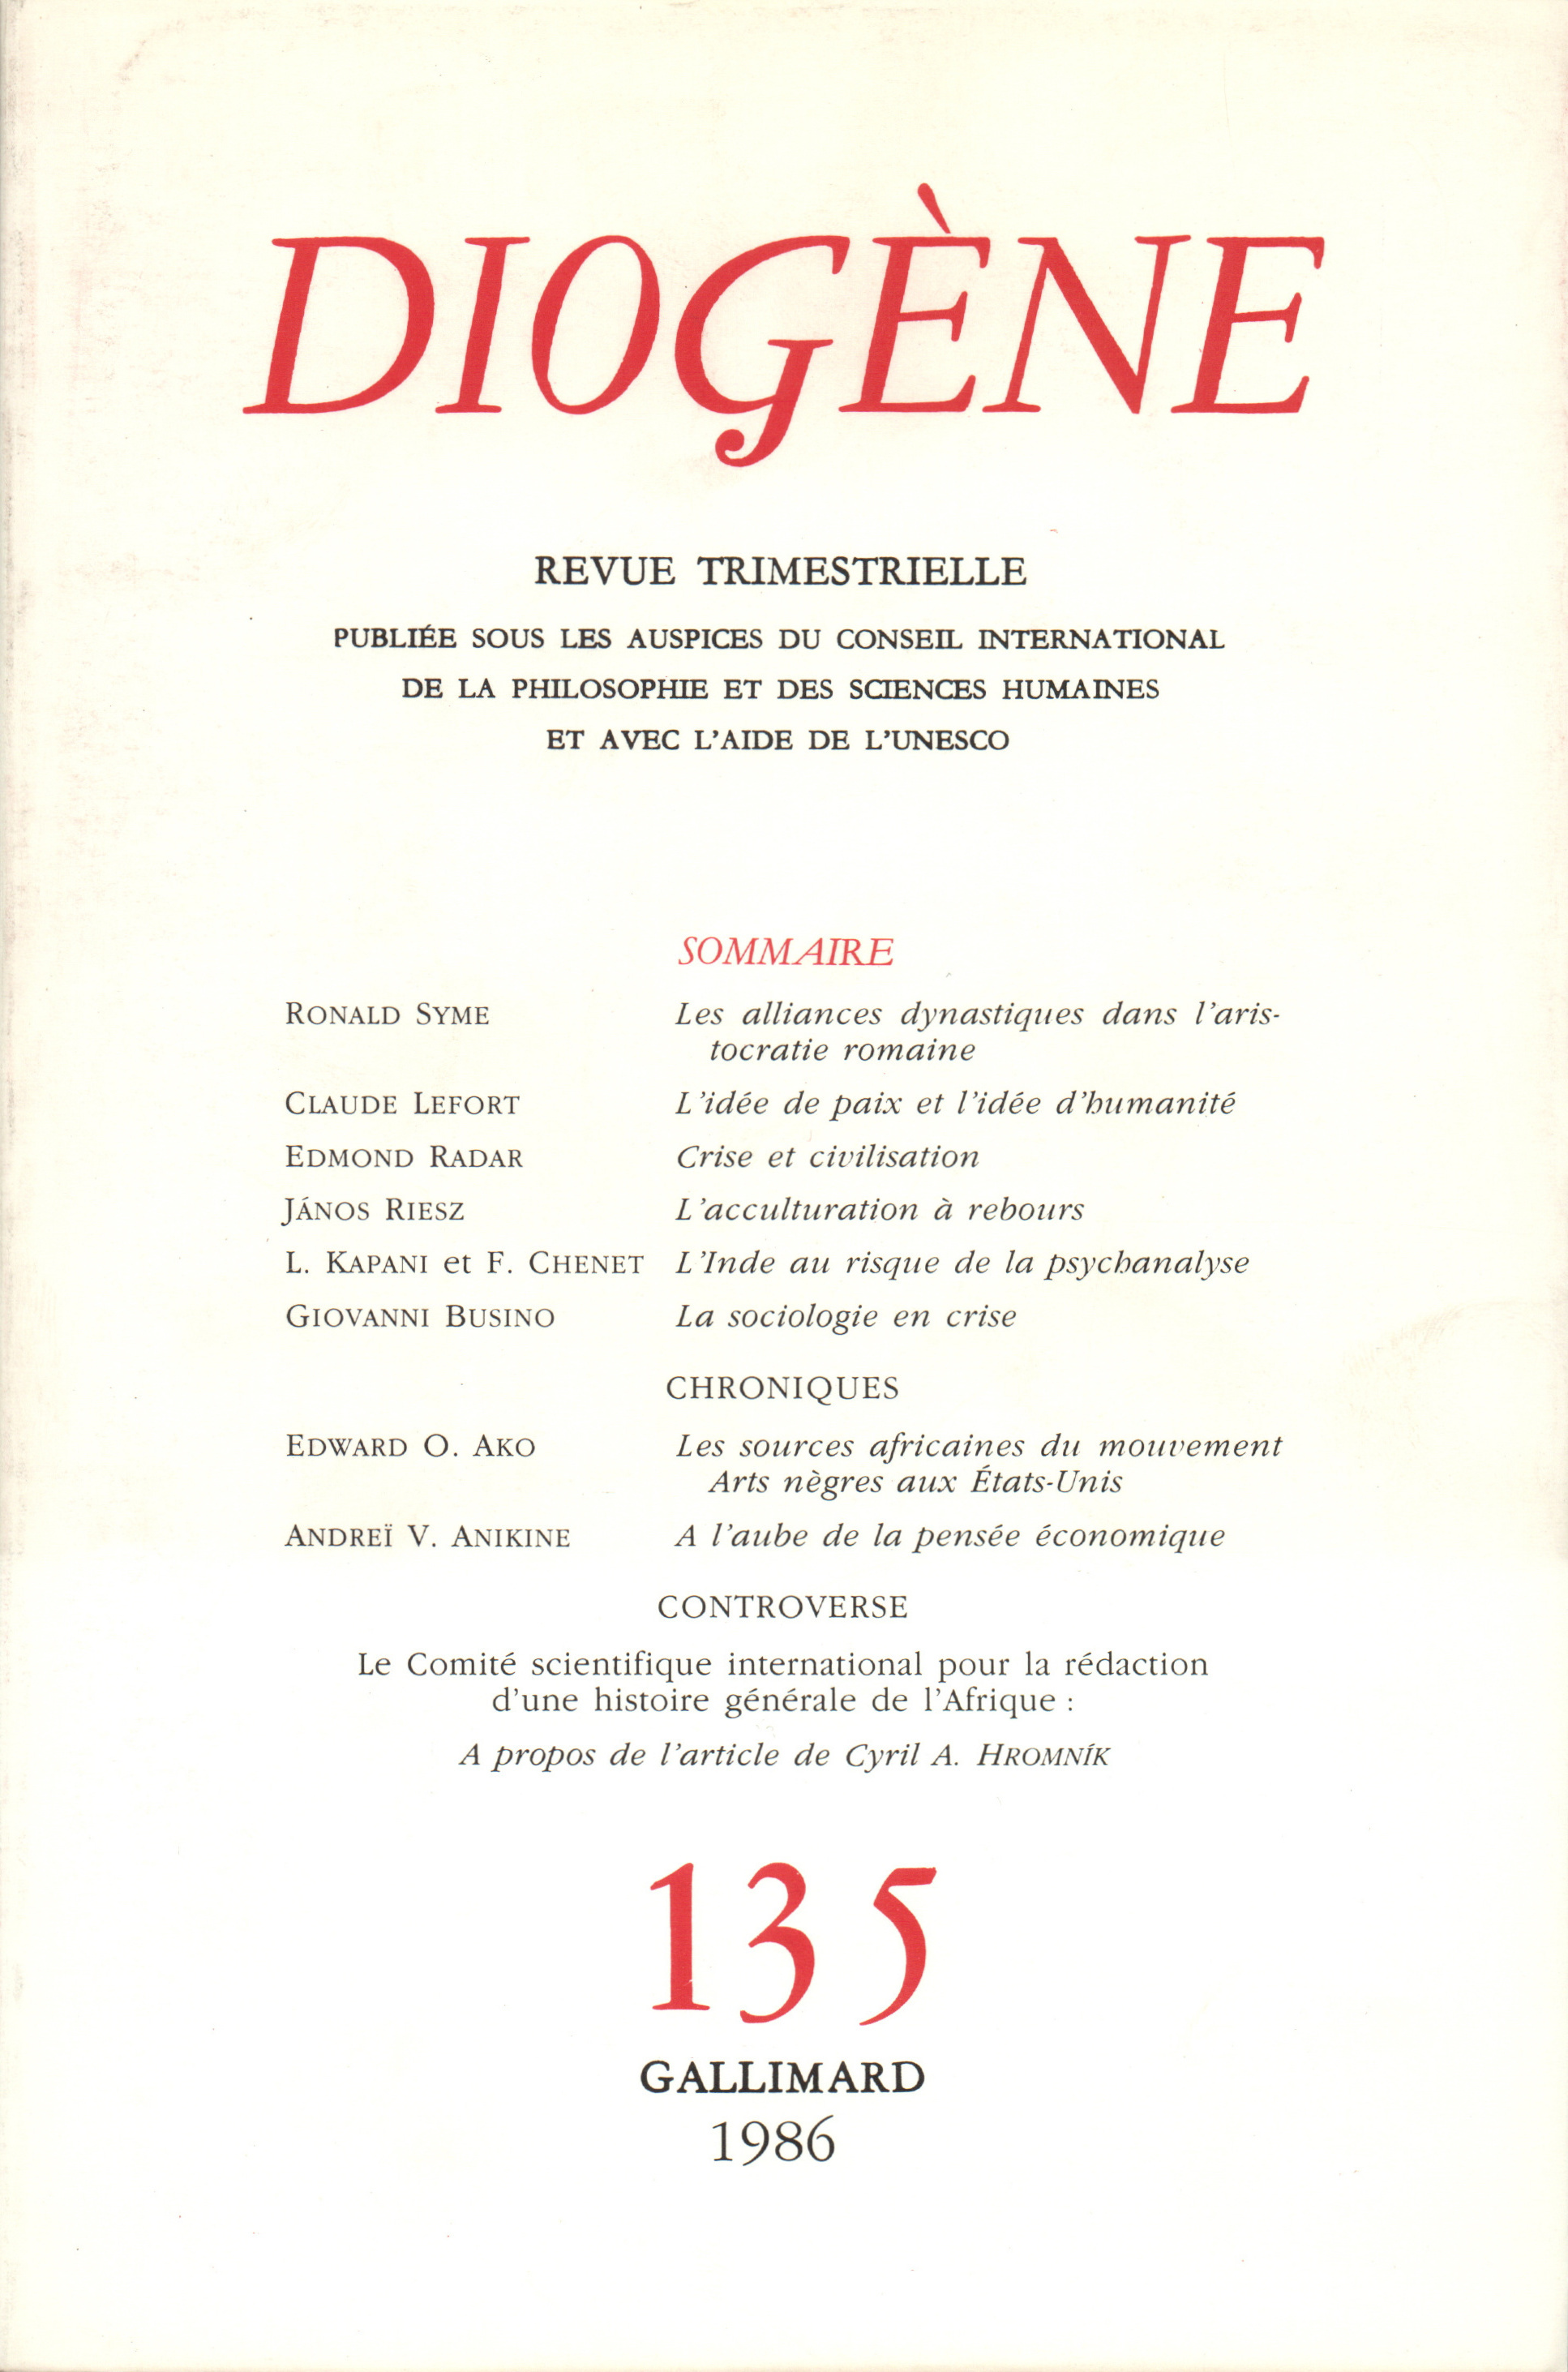 DIOGÈNE
REVUE TRIMESTRIELLE
PUBLIÉE SOUS LES AUSPICES DU CONSEIL INTERNATIONAL
DE LA PHILOSOPHIE ET DES SCIENCES HUMAINES
ET AVEC L'AIDE DE L'UNESCO
SOMMAIRE
RONALD SYME Les alliances dynastiques dans l'aris-
tocratie romaine
CLAUDE LEFORT L'idée de paix et l'idée d'humanité
EDMOND RADAR Crise et civilisation
JÁNOS RIESZ L'acculturation à rebours
L. KAPANI et F. CHENET L'Inde au risque de la psychanalyse
GIOVANNI BUSINO La sociologie en crise
CHRONIQUES
EDWARD O. AKO Les sources africaines du mouvement
Arts nègres aux États-Unis
ANDREÏ V. ANIKINE A l'aube de la pensée économique
CONTROVERSE
Le Comité scientifique international pour la rédaction
d'une histoire générale de l'Afrique :
A propos de l'article de Cyril A. HROMNÍK
135
GALLIMARD
1986